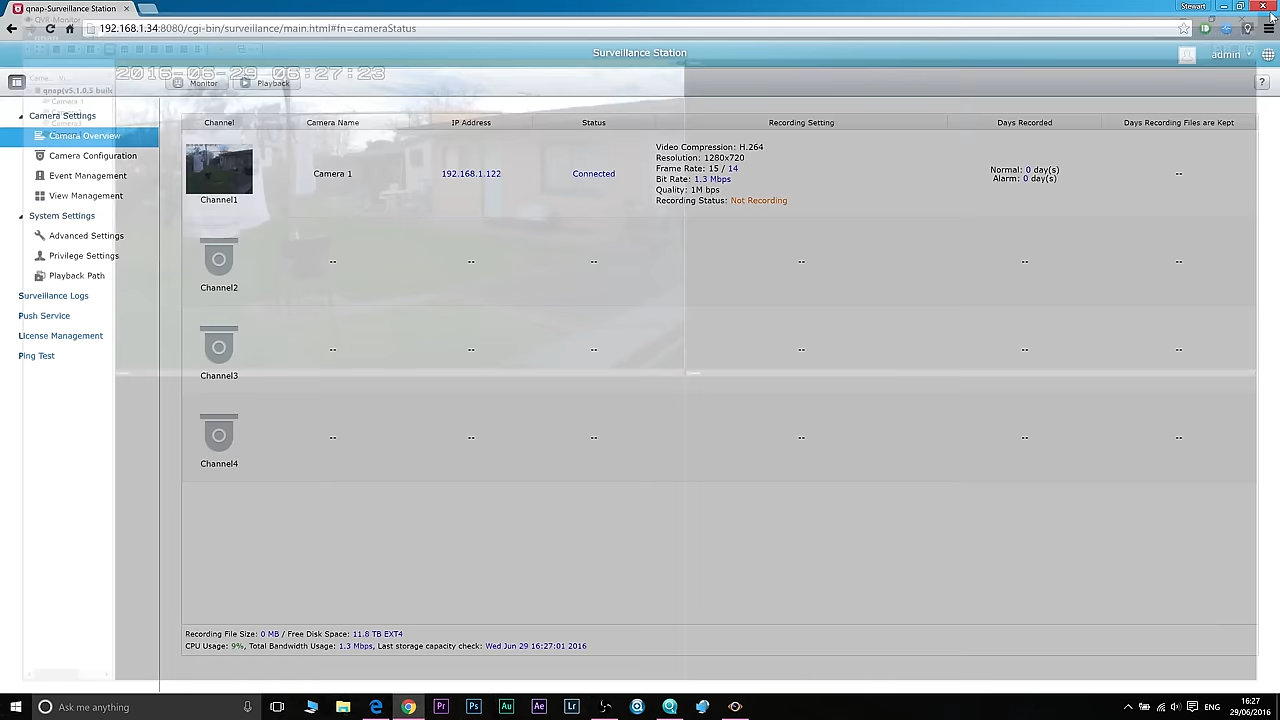 qnap-Surveillance Station
QVR Monitor
Stewart
192.168.1.34:8080/cgi-bin/surveillance/main.html#fn=cameraStatus
Surveillance Station
admin
2016-06-29 06:27:23
Monitor
Playback
?
qnap(v5.1.0.5 build
Camera 1
Camera Settings
Camera Overview
Camera Configuration
Event Management
View Management
System Settings
Advanced Settings
Privilege Settings
Playback Path
Surveillance Logs
Push Service
License Management
Ping Test
Channel Camera Name IP Address Status Recording Setting Days Recorded Days Recording Files are Kept
Channel1 Camera 1 192.168.1.122 Connected
Video Compression: H.264
Resolution: 1280x720
Frame Rate: 15 / 14
Bit Rate: 1.3 Mbps
Quality: 1M bps
Recording Status: Not Recording
Normal: 0 day(s)
Alarm: 0 day(s)
--
Channel2 -- -- -- -- -- --
Channel3 -- -- -- -- -- --
Channel4 -- -- -- -- -- --
Recording File Size: 0 MB / Free Disk Space: 11.8 TB EXT4
CPU Usage: 9%, Total Bandwidth Usage: 1.3 Mbps, Last storage capacity check: Wed Jun 29 16:27:01 2016
Ask me anything
Pr
Ps
Au
Ae
Lr
ENG
16:27
29/06/2016